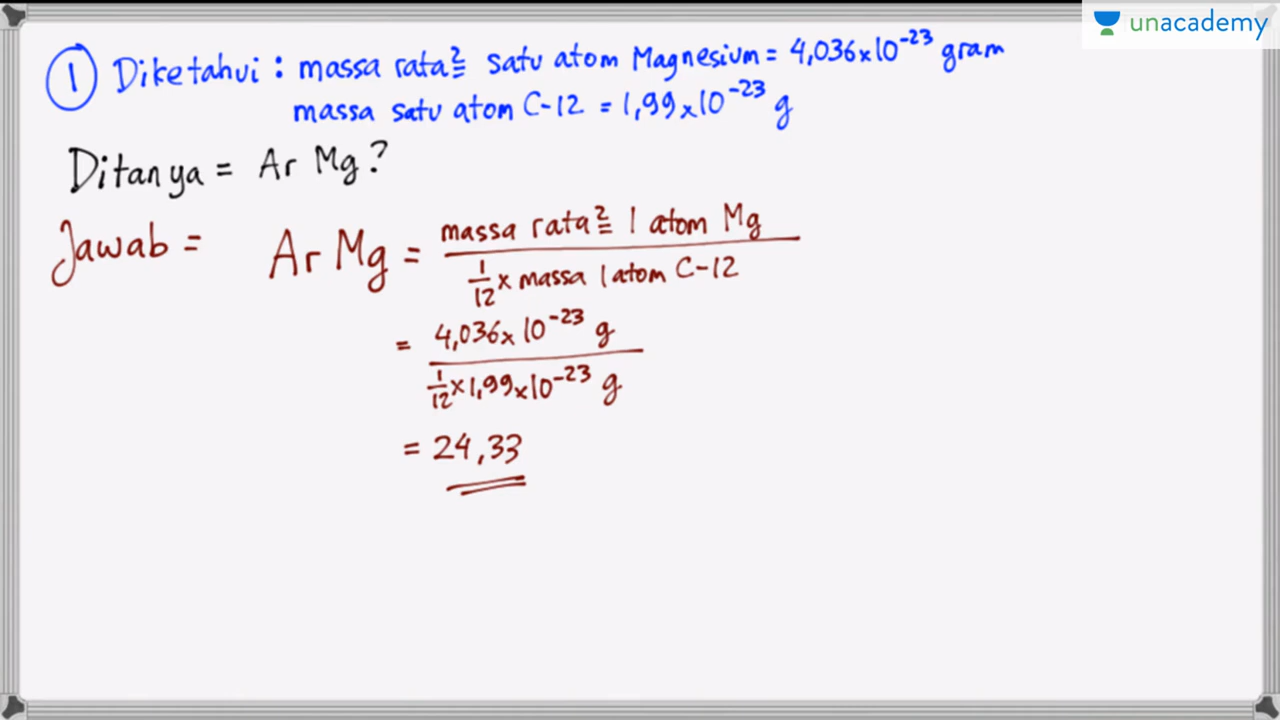 unacademy
① Diketahui : massa rata² satu atom Magnesium = 4,036×10⁻²³ gram
massa satu atom C-12 = 1,99×10⁻²³ g
Ditanya = Ar Mg?
Jawab = Ar Mg = massa rata² 1 atom Mg
1/12 × massa 1 atom C-12
= 4,036×10⁻²³ g
1/12 × 1,99×10⁻²³ g
= 24,33